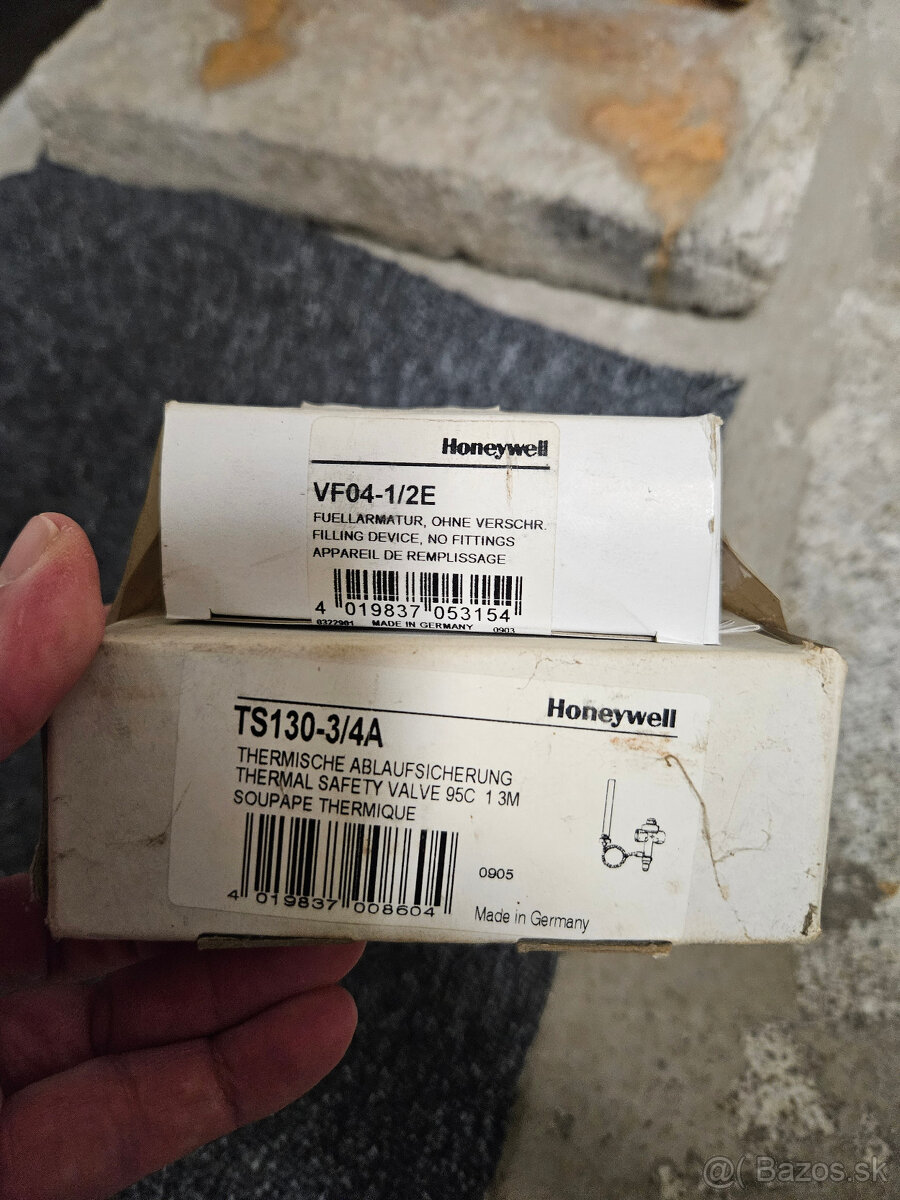 Honeywell
VF04-1/2E
FUELLARMATUR, OHNE VERSCHR.
FILLING DEVICE, NO FITTINGS
APPAREIL DE REMPLISSAGE
4 019837 053154
0322901 MADE IN GERMANY 0903
Honeywell
TS130-3/4A
THERMISCHE ABLAUFSICHERUNG
THERMAL SAFETY VALVE 95C 1 3M
SOUPAPE THERMIQUE
0905
4 019837 008604
Made in Germany
@( Bazos.sk